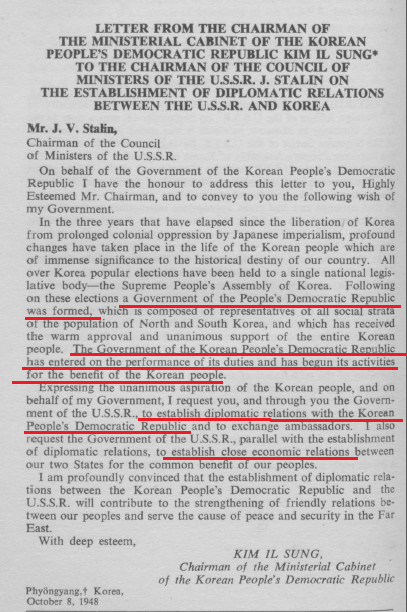 LETTER FROM THE CHAIRMAN OF
THE MINISTERIAL CABINET OF THE KOREAN
PEOPLE'S DEMOCRATIC REPUBLIC KIM IL SUNG*
TO THE CHAIRMAN OF THE COUNCIL OF
MINISTERS OF THE U.S.S.R. J. STALIN ON
THE ESTABLISHMENT OF DIPLOMATIC RELATIONS
BETWEEN THE U.S.S.R. AND KOREA
Mr. J. V. Stalin,
Chairman of the Council
of Ministers of the U.S.S.R.
On behalf of the Government of the Korean People's Democratic
Republic I have the honour to address this letter to you, Highly
Esteemed Mr. Chairman, and to convey to you the following wish of
my Government.
In the three years that have elapsed since the liberation of Korea
from prolonged colonial oppression by Japanese imperialism, profound
changes have taken place in the life of the Korean people which are
of immense significance to the historical destiny of our country. All
over Korea popular elections have been held to a single national legis-
lative body—the Supreme People's Assembly of Korea. Following
on these elections a Government of the People's Democratic Republic
was formed, which is composed of representatives of all social strata
of the population of North and South Korea, and which has received
the warm approval and unanimous support of the entire Korean
people. The Government of the Korean People's Democratic Republic
has entered on the performance of its duties and has begun its activities
for the benefit of the Korean people.
Expressing the unanimous aspiration of the Korean people, and on
behalf of my Government, I request you, and through you the Govern-
ment of the U.S.S.R., to establish diplomatic relations with the Korean
People's Democratic Republic and to exchange ambassadors. I also
request the Government of the U.S.S.R., parallel with the establishment
of diplomatic relations, to establish close economic relations between
our two States for the common benefit of our peoples.
I am profoundly convinced that the establishment of diplomatic rela-
tions between the Korean People's Democratic Republic and the
U.S.S.R. will contribute to the strengthening of friendly relations be-
tween our peoples and serve the cause of peace and security in the Far
East.
With deep esteem,
KIM IL SUNG,
Chairman of the Ministerial Cabinet
of the Korean People's Democratic Republic
Phyöngyang,† Korea,
October 8, 1948